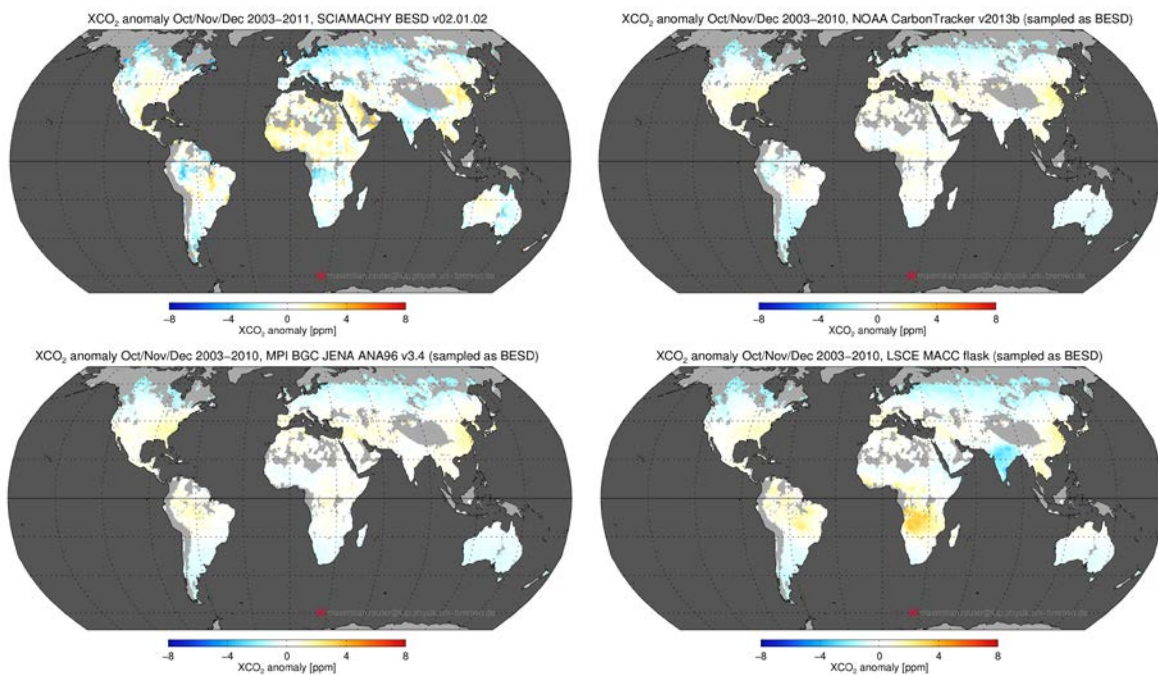 XCO₂ anomaly Oct/Nov/Dec 2003−2011, SCIAMACHY BESD v02.01.02
−8 −4 0 4 8
XCO₂ anomaly [ppm]
XCO₂ anomaly Oct/Nov/Dec 2003−2010, NOAA CarbonTracker v2013b (sampled as BESD)
−8 −4 0 4 8
XCO₂ anomaly [ppm]
XCO₂ anomaly Oct/Nov/Dec 2003−2010, MPI BGC JENA ANA96 v3.4 (sampled as BESD)
−8 −4 0 4 8
XCO₂ anomaly [ppm]
XCO₂ anomaly Oct/Nov/Dec 2003−2010, LSCE MACC flask (sampled as BESD)
−8 −4 0 4 8
XCO₂ anomaly [ppm]